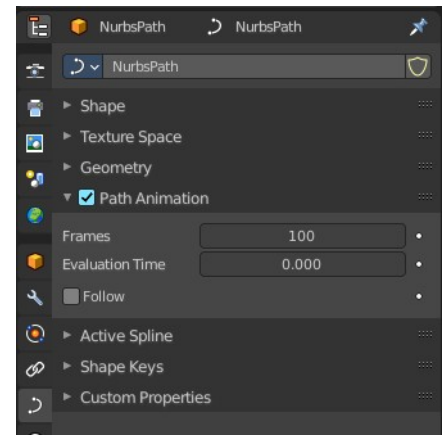 NurbsPath NurbsPath
NurbsPath
Shape
Texture Space
Geometry
Path Animation
Frames 100
Evaluation Time 0.000
Follow
Active Spline
Shape Keys
Custom Properties